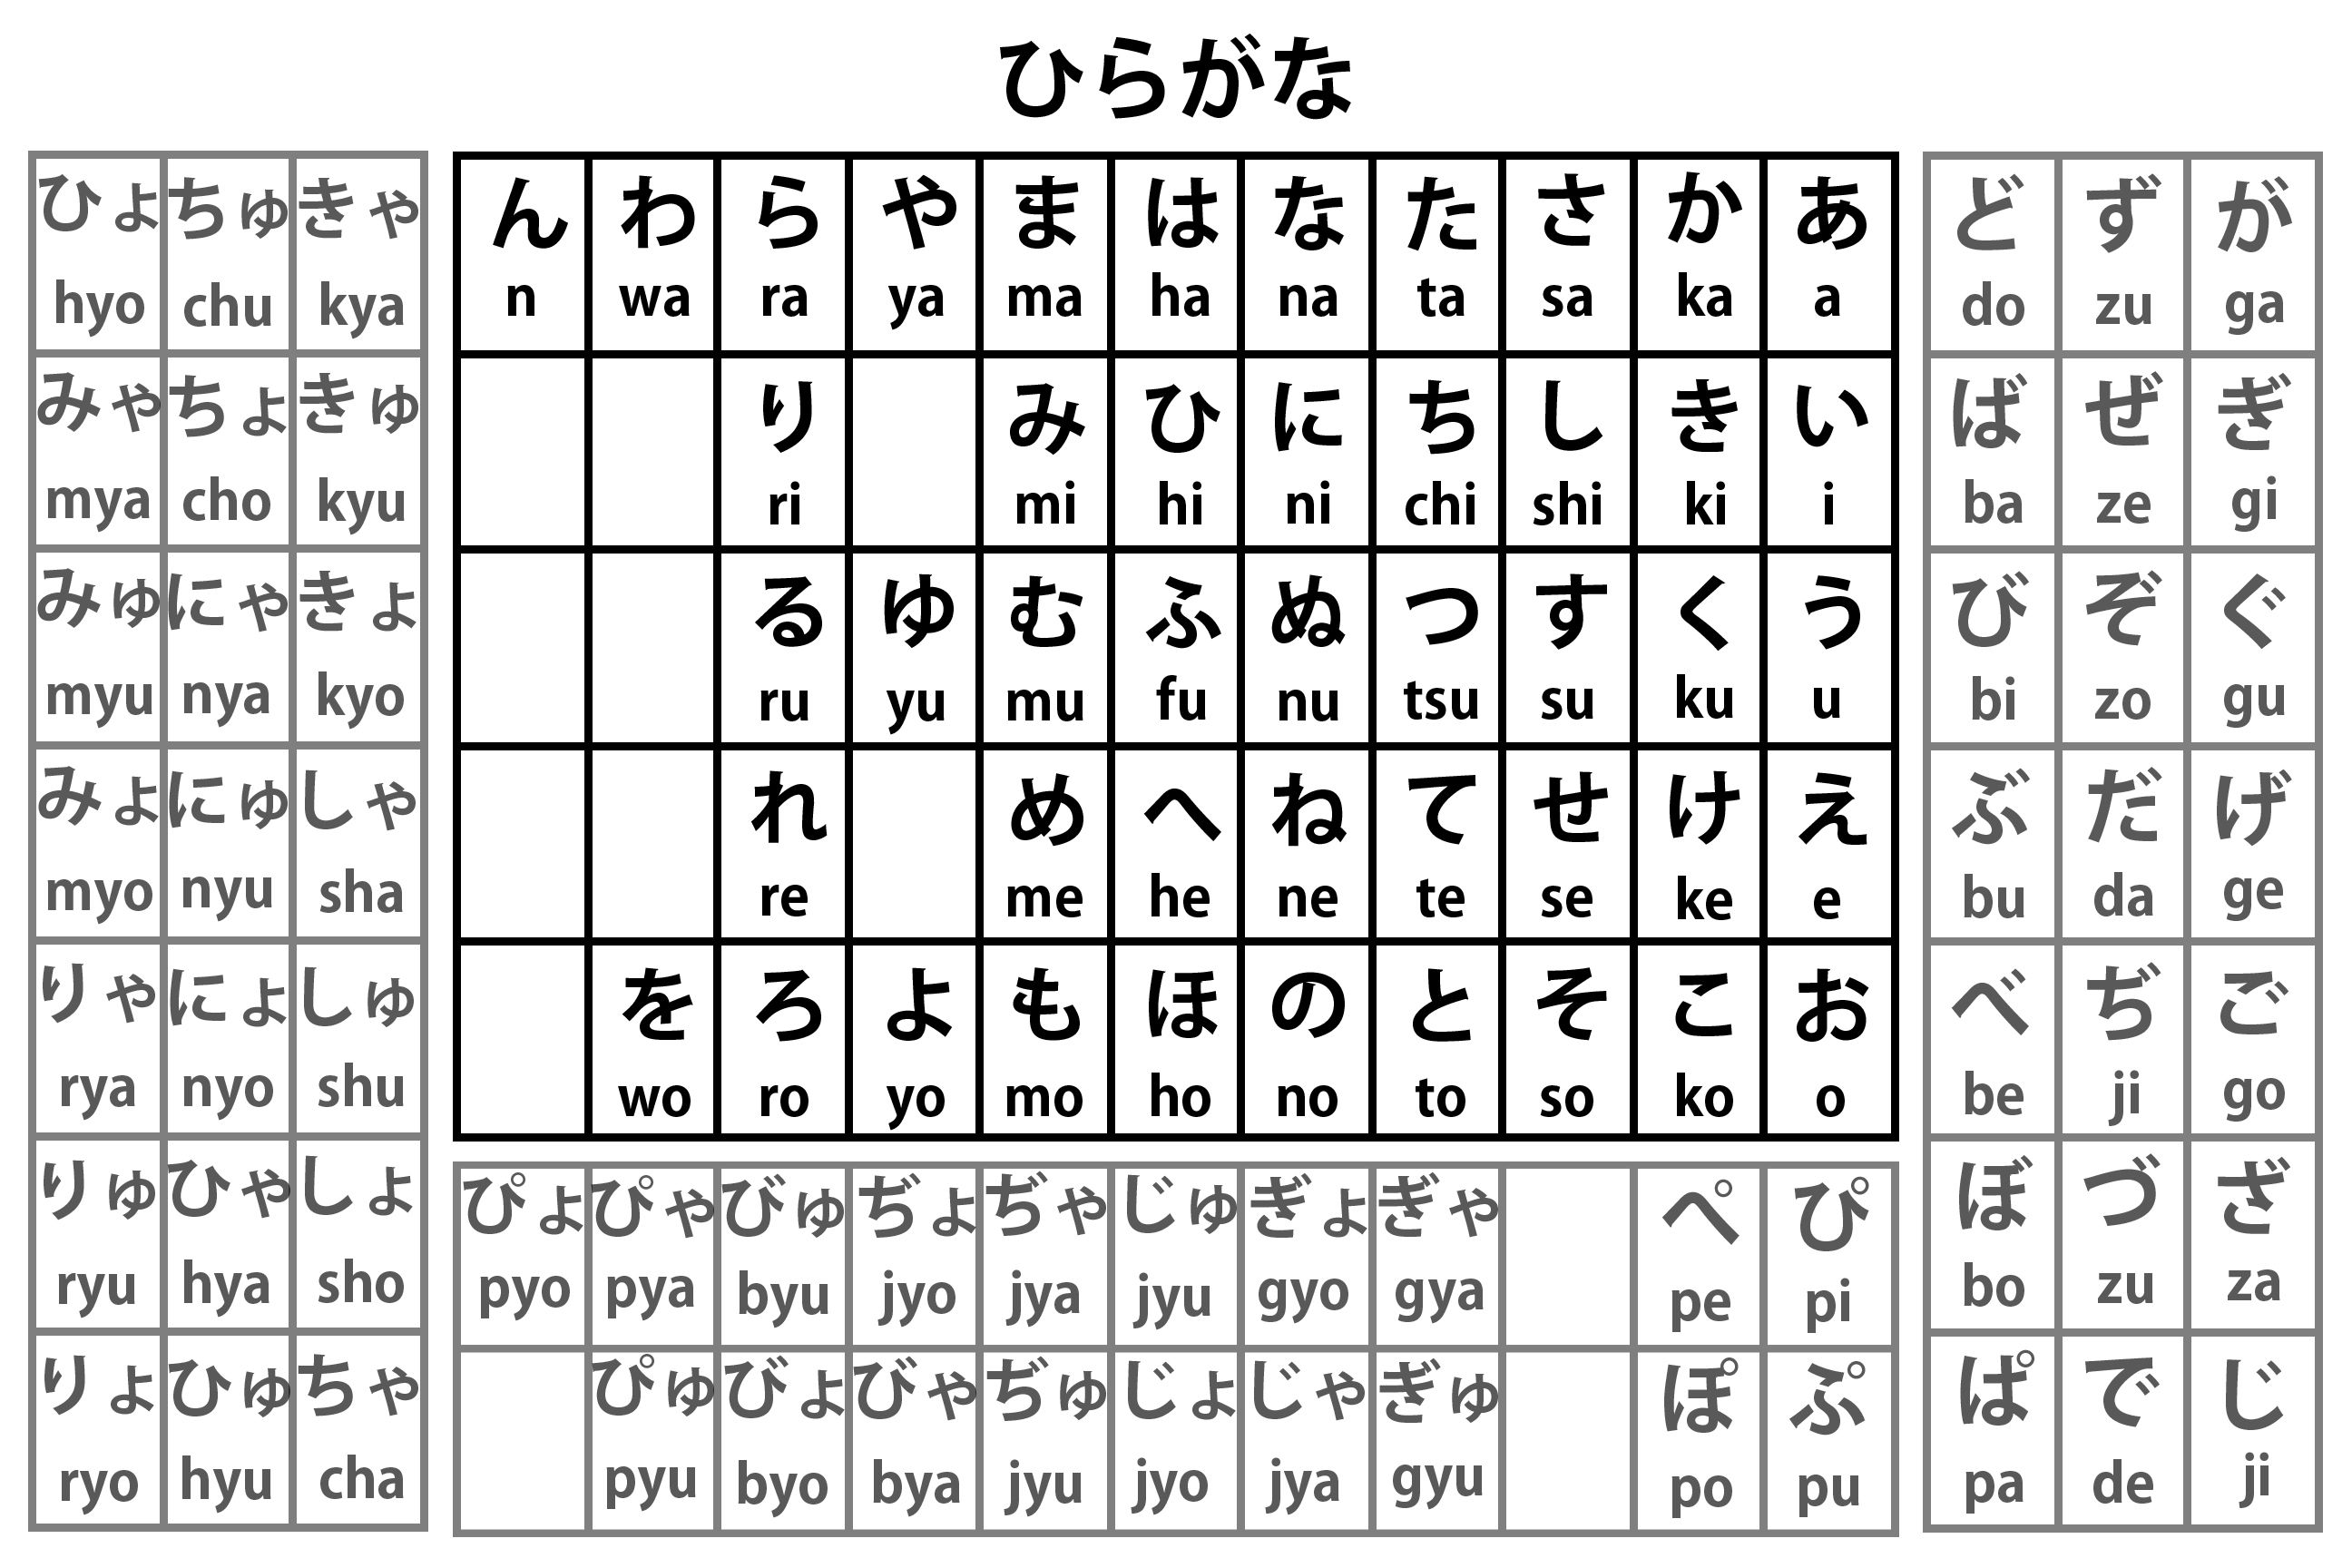 ひらがな
ひょ ちゅ きゃ
hyo chu kya
みゃ ちょ きゅ
mya cho kyu
みゅ にゃ きょ
myu nya kyo
みょ にゅ しゃ
myo nyu sha
りゃ にょ しゅ
rya nyo shu
りゅ ひゃ しょ
ryu hya sho
りょ ひゅ ちゃ
ryo hyu cha
ん わ ら や ま は な た さ か あ
n wa ra ya ma ha na ta sa ka a
り み ひ に ち し き い
ri mi hi ni chi shi ki i
る ゆ む ふ ぬ つ す く う
ru yu mu fu nu tsu su ku u
れ め へ ね て せ け え
re me he ne te se ke e
を ろ よ も ほ の と そ こ お
wo ro yo mo ho no to so ko o
ぴょ ぴゃ びゅ ぢょ ぢゃ じゅ ぎょ ぎゃ ぺ ぴ
pyo pya byu jyo jya jyu gyo gya pe pi
ぴゅ びょ びゃ ぢゅ じょ じゃ ぎゅ ぽ ぷ
pyu byo bya jyu jyo jya gyu po pu
ど ず が
do zu ga
ば ぜ ぎ
ba ze gi
び ぞ ぐ
bi zo gu
ぶ だ げ
bu da ge
べ ぢ ご
be ji go
ぼ づ ざ
bo zu za
ぱ で じ
pa de ji